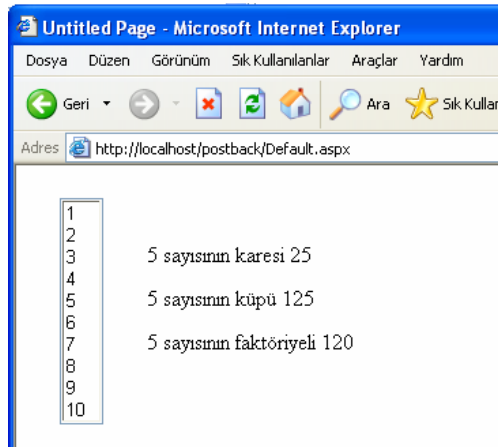 Untitled Page - Microsoft Internet Explorer
Dosya Düzen Görünüm Sık Kullanılanlar Araçlar Yardım
Geri Ara Sık Kullar
Adres http://localhost/postback/Default.aspx
1
2
3
4
5
6
7
8
9
10
5 sayısının karesi 25
5 sayısının küpü 125
5 sayısının faktöriyeli 120